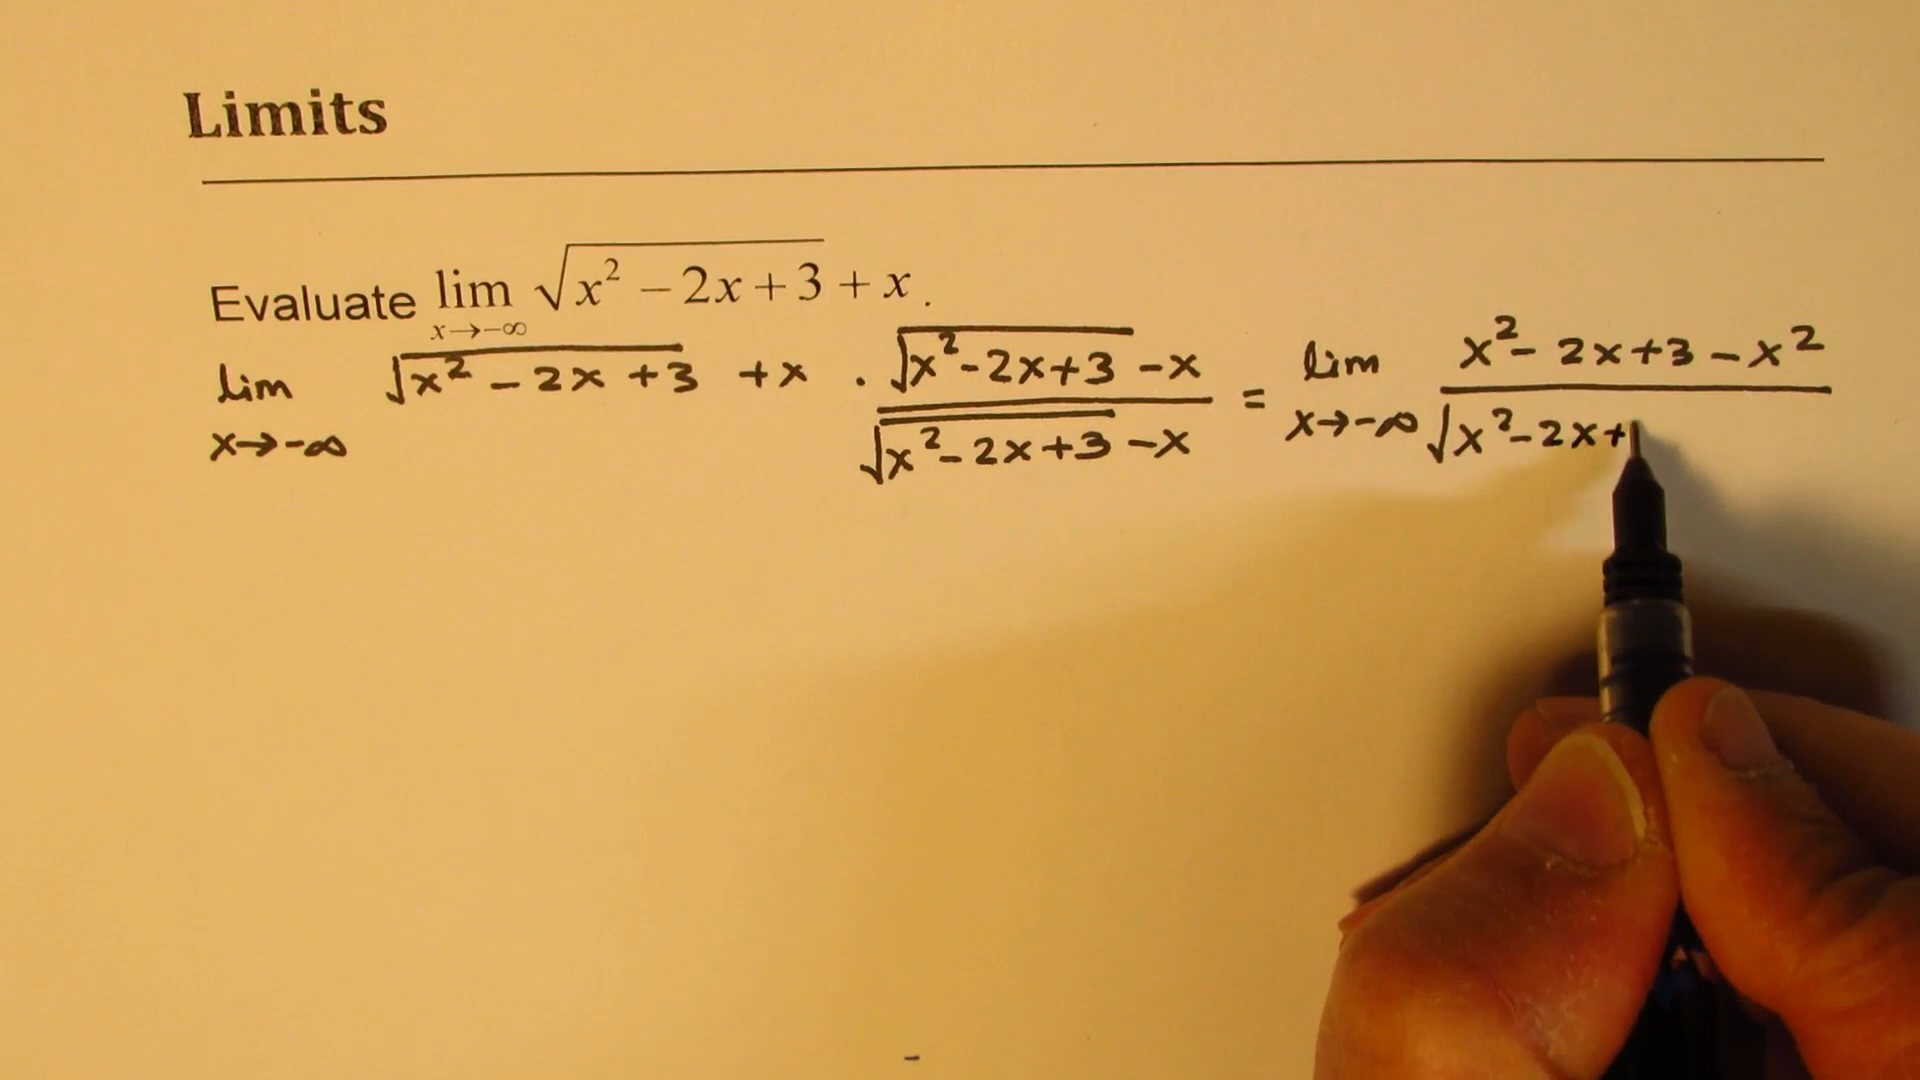 Limits
Evaluate lim x→-∞ √(x² - 2x + 3) + x.
lim x→-∞ √(x² - 2x + 3) + x · (√(x² - 2x + 3) - x) / (√(x² - 2x + 3) - x) = lim x→-∞ (x² - 2x + 3 - x²) / (√x² - 2x +